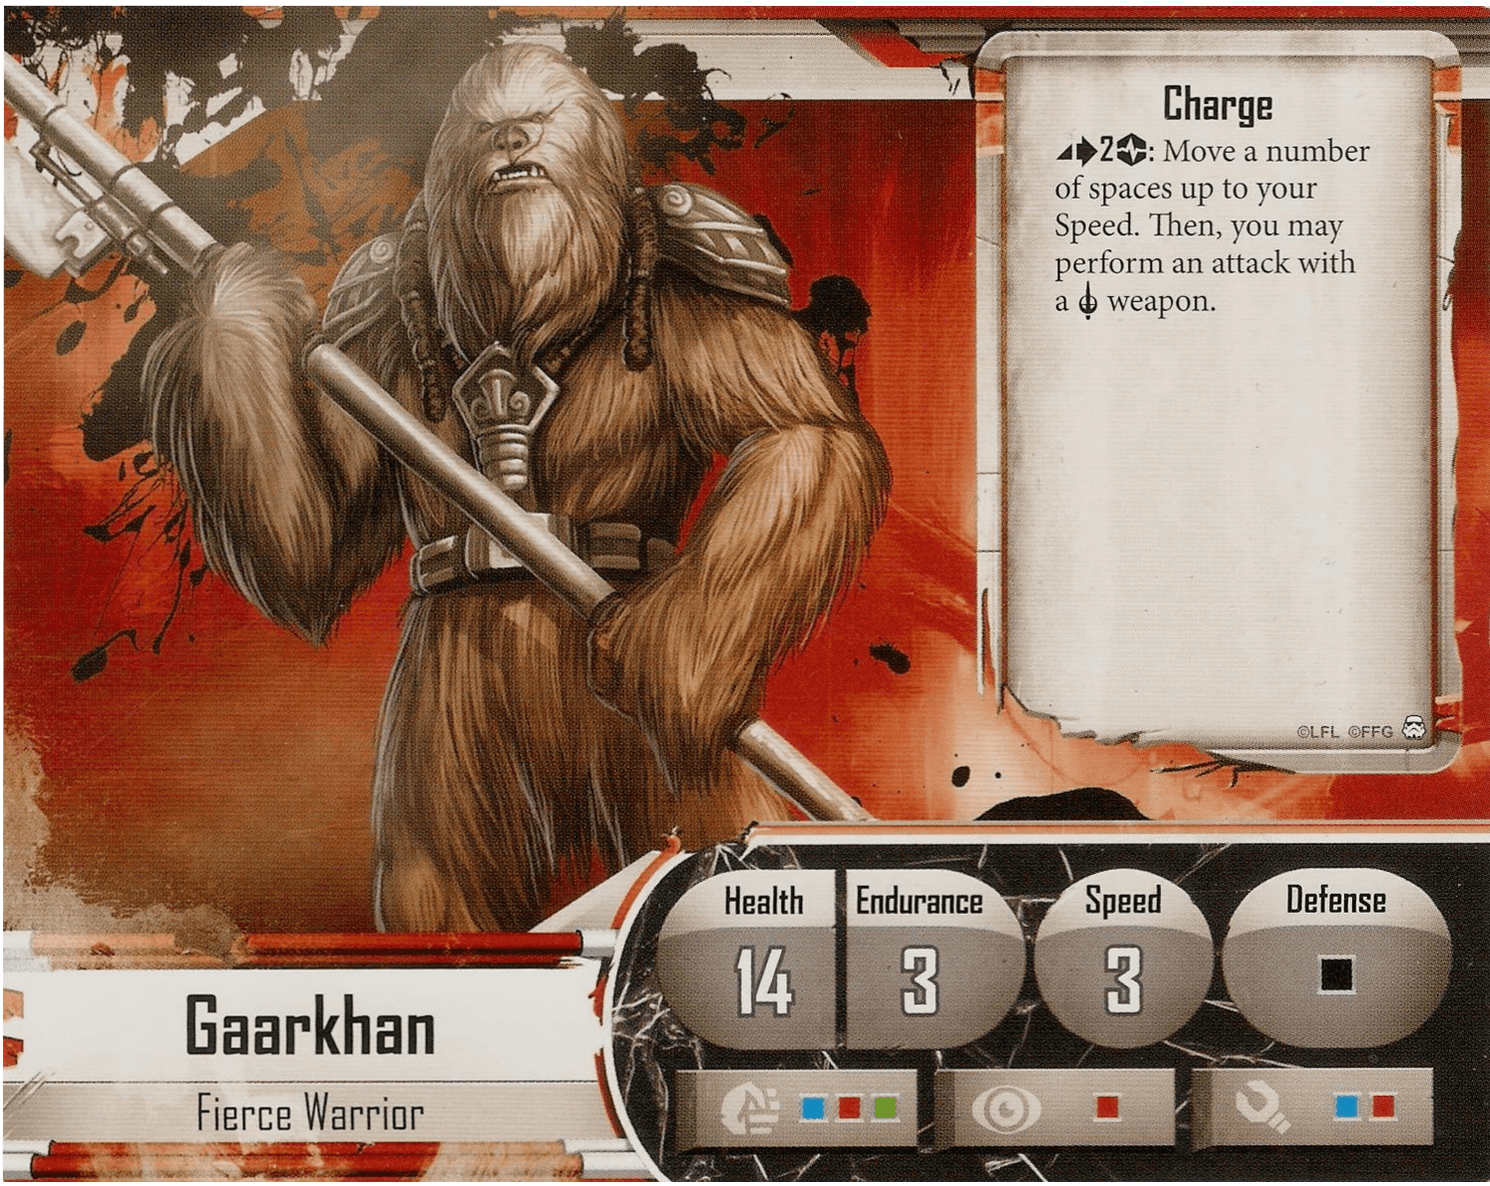 Charge
2: Move a number
of spaces up to your
Speed. Then, you may
perform an attack with
a weapon.
©LFL ©FFG
Health Endurance Speed Defense
14 3 3
Gaarkhan
Fierce Warrior